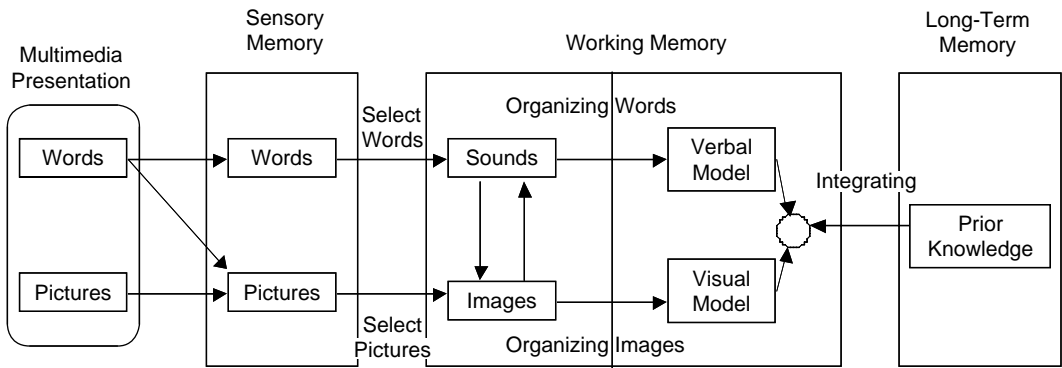 Multimedia
Presentation
Words
Pictures
Sensory
Memory
Words
Pictures
Select
Words
Select
Pictures
Working Memory
Organizing Words
Sounds
Images
Verbal
Model
Visual
Model
Organizing Images
Integrating
Long-Term
Memory
Prior
Knowledge